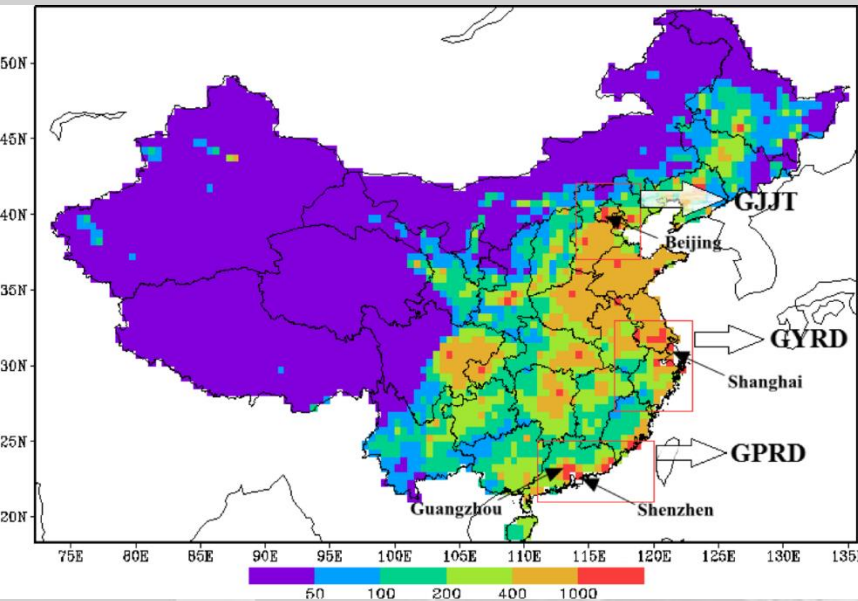 50N
45N
40N
35N
30N
25N
20N
GJJT
Beijing
GYRD
Shanghai
GPRD
Guangzhou
Shenzhen
75E 80E 85E 90E 95E 100E 105E 110E 115E 120E 125E 130E 135E
50 100 200 400 1000